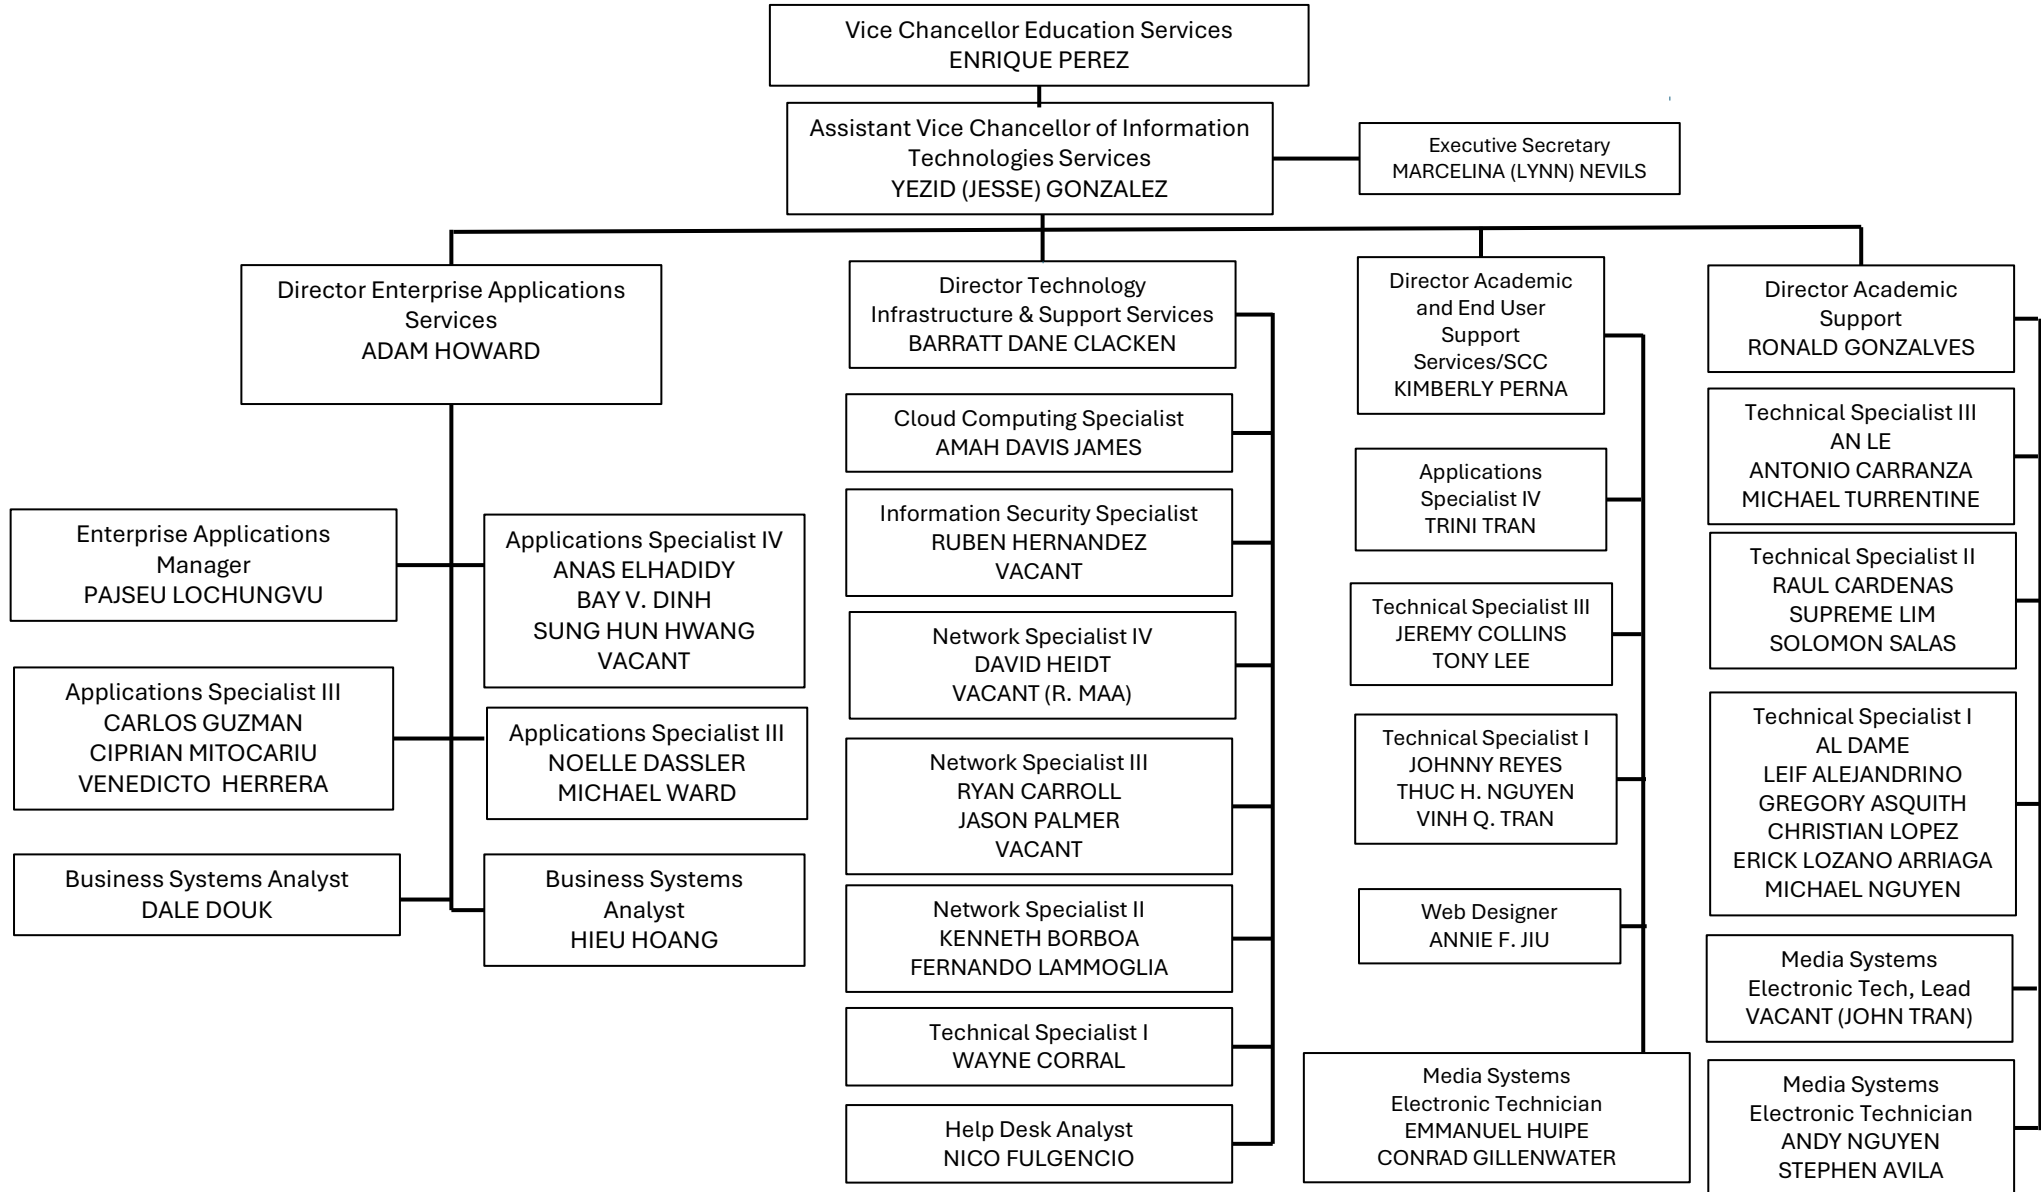 Vice Chancellor Education Services
ENRIQUE PEREZ
Assistant Vice Chancellor of Information
Technologies Services
YEZID (JESSE) GONZALEZ
Executive Secretary
MARCELINA (LYNN) NEVILS
Director Enterprise Applications
Services
ADAM HOWARD
Enterprise Applications
Manager
PAJSEU LOCHUNGVU
Applications Specialist IV
ANAS ELHADIDY
BAY V. DINH
SUNG HUN HWANG
VACANT
Applications Specialist III
CARLOS GUZMAN
CIPRIAN MITOCARIU
VENEDICTO  HERRERA
Applications Specialist III
NOELLE DASSLER
MICHAEL WARD
Business Systems Analyst
DALE DOUK
Business Systems
Analyst
HIEU HOANG
Director Technology
Infrastructure & Support Services
BARRATT DANE CLACKEN
Cloud Computing Specialist
AMAH DAVIS JAMES
Information Security Specialist
RUBEN HERNANDEZ
VACANT
Network Specialist IV
DAVID HEIDT
VACANT (R. MAA)
Network Specialist III
RYAN CARROLL
JASON PALMER
VACANT
Network Specialist II
KENNETH BORBOA
FERNANDO LAMMOGLIA
Technical Specialist I
WAYNE CORRAL
Help Desk Analyst
NICO FULGENCIO
Director Academic
and End User
Support
Services/SCC
KIMBERLY PERNA
Applications
Specialist IV
TRINI TRAN
Technical Specialist III
JEREMY COLLINS
TONY LEE
Technical Specialist I
JOHNNY REYES
THUC H. NGUYEN
VINH Q. TRAN
Web Designer
ANNIE F. JIU
Media Systems
Electronic Technician
EMMANUEL HUIPE
CONRAD GILLENWATER
Director Academic
Support
RONALD GONZALVES
Technical Specialist III
AN LE
ANTONIO CARRANZA
MICHAEL TURRENTINE
Technical Specialist II
RAUL CARDENAS
SUPREME LIM
SOLOMON SALAS
Technical Specialist I
AL DAME
LEIF ALEJANDRINO
GREGORY ASQUITH
CHRISTIAN LOPEZ
ERICK LOZANO ARRIAGA
MICHAEL NGUYEN
Media Systems
Electronic Tech, Lead
VACANT (JOHN TRAN)
Media Systems
Electronic Technician
ANDY NGUYEN
STEPHEN AVILA